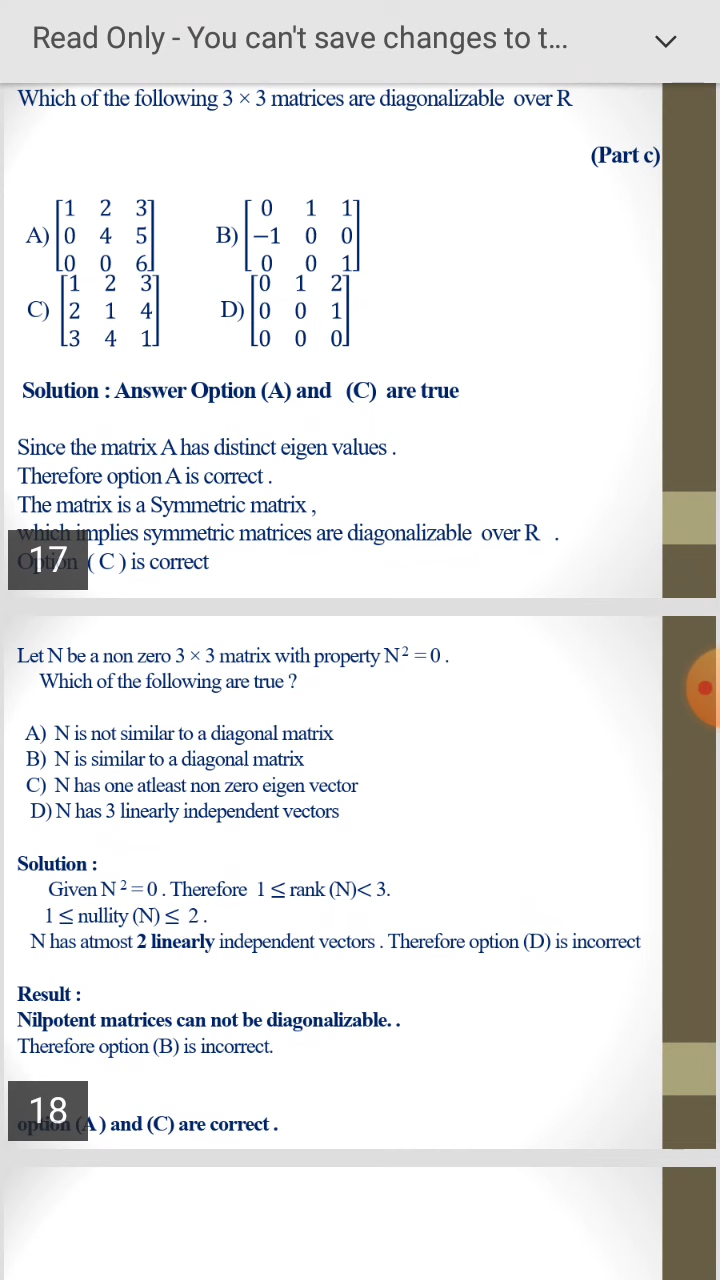 Read Only - You can't save changes to t...
Which of the following 3 × 3 matrices are diagonalizable over R
(Part c)
A) [1 2 3; 0 4 5; 0 0 6] B) [0 1 1; −1 0 0; 0 0 1]
C) [1 2 3; 2 1 4; 3 4 1] D) [0 1 2; 0 0 1; 0 0 0]
Solution : Answer Option (A) and (C) are true
Since the matrix A has distinct eigen values .
Therefore option A is correct .
The matrix is a Symmetric matrix ,
which implies symmetric matrices are diagonalizable over R .
Option ( C ) is correct
17
Let N be a non zero 3 × 3 matrix with property N² = 0 .
Which of the following are true ?
A) N is not similar to a diagonal matrix
B) N is similar to a diagonal matrix
C) N has one atleast non zero eigen vector
D) N has 3 linearly independent vectors
Solution :
Given N ² = 0 . Therefore 1 ≤ rank (N)< 3.
1 ≤ nullity (N) ≤ 2 .
N has atmost 2 linearly independent vectors . Therefore option (D) is incorrect
Result :
Nilpotent matrices can not be diagonalizable. .
Therefore option (B) is incorrect.
18
option (A ) and (C) are correct .